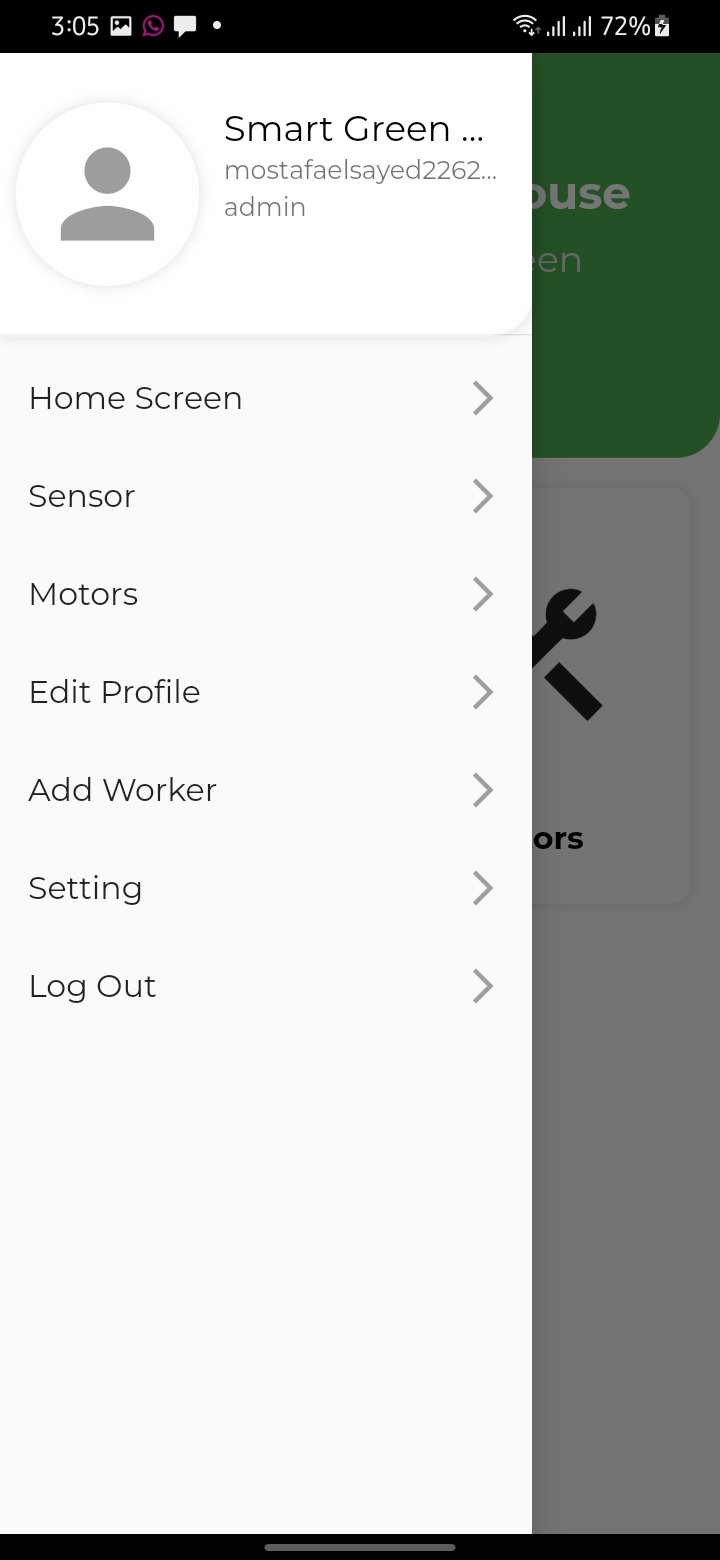 3:05
72%
Smart Green ...
mostafaelsayed2262...
admin
ouse
een
Home Screen
Sensor
Motors
Edit Profile
Add Worker
ors
Setting
Log Out